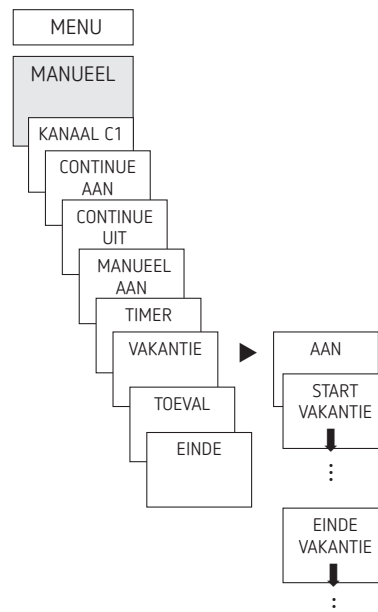 MENU
MANUEEL
KANAAL C1
CONTINUE
AAN
CONTINUE
UIT
MANUEEL
AAN
TIMER
VAKANTIE
TOEVAL
EINDE
AAN
START
VAKANTIE
EINDE
VAKANTIE